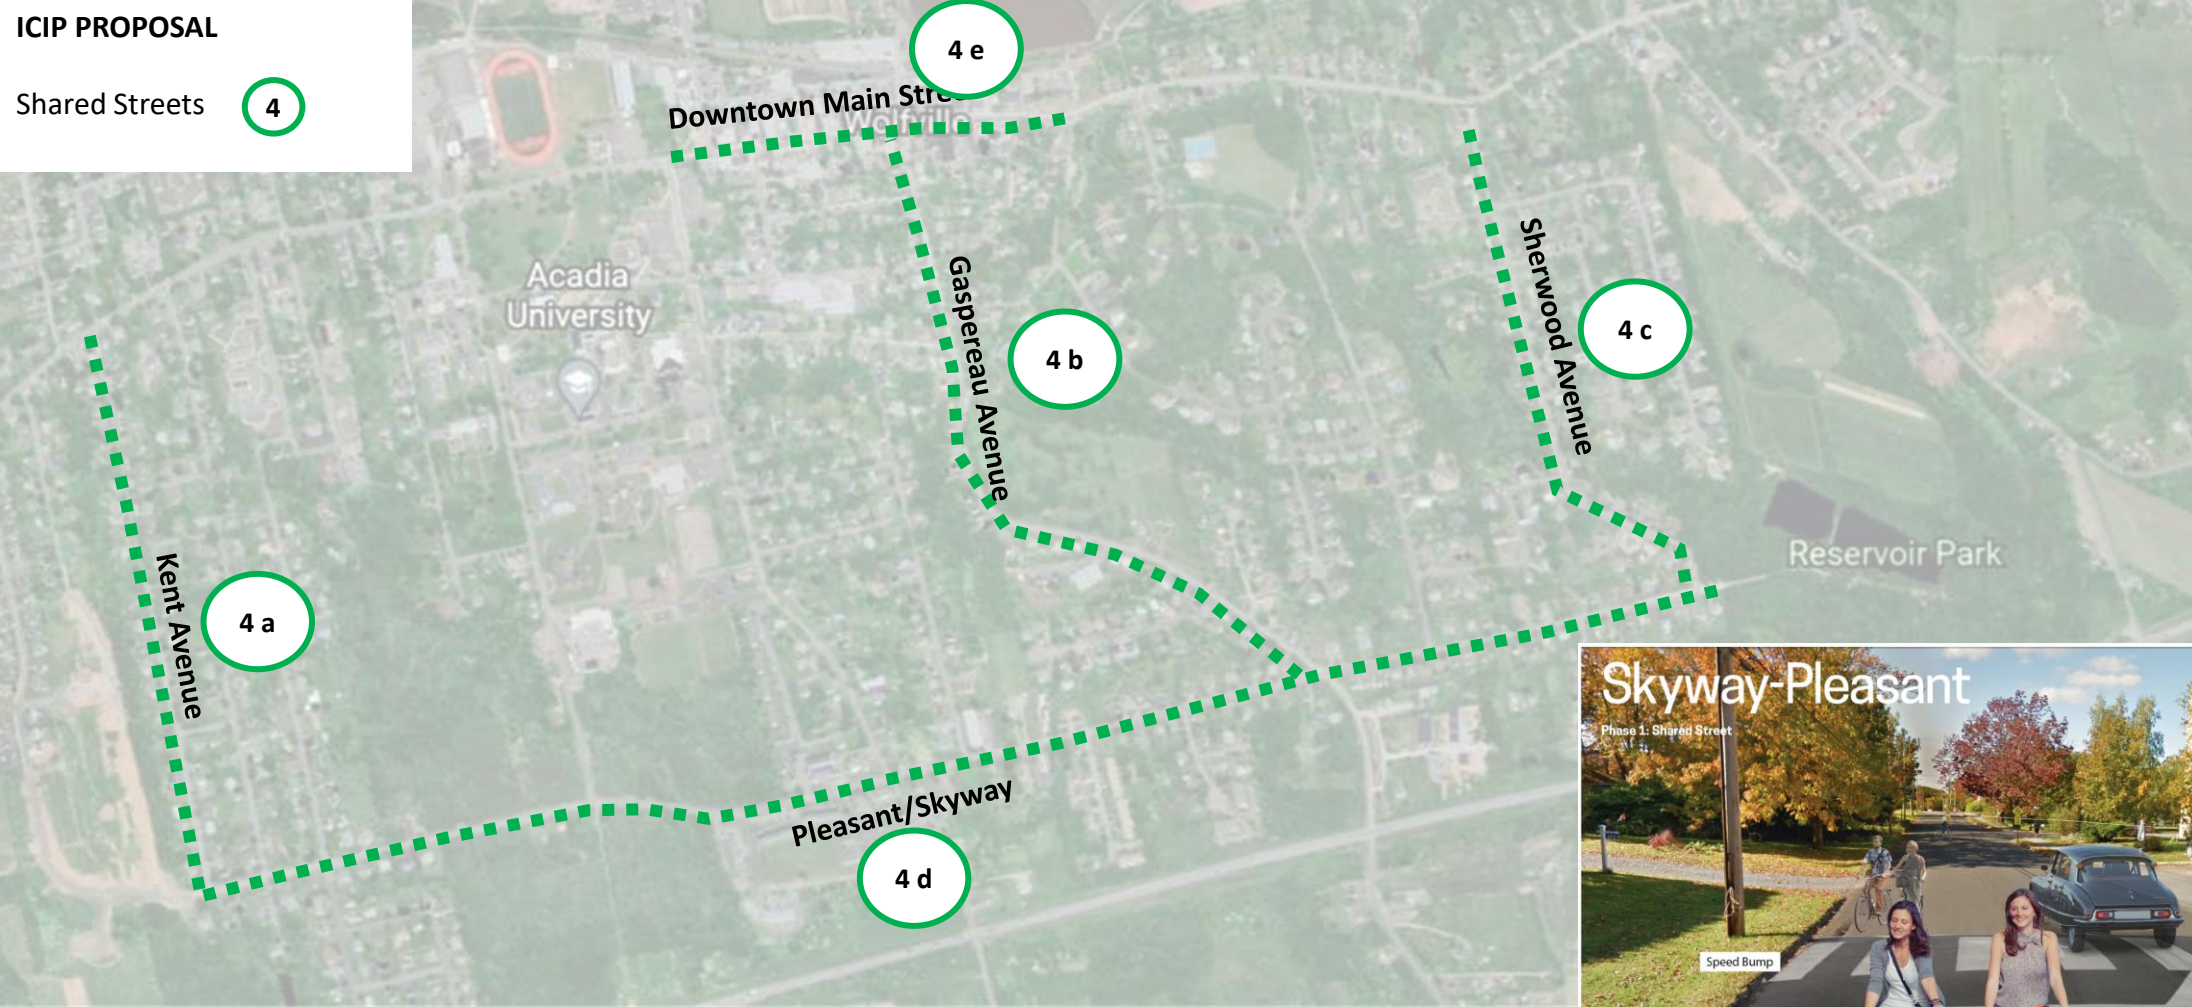 ICIP PROPOSAL
Shared Streets 4
4 e
Downtown Main Stre
Wolfville
Acadia
University
Gaspereau Avenue
4 b
Sherwood Avenue
4 c
Kent Avenue
4 a
Reservoir Park
Pleasant/Skyway
4 d
Skyway-Pleasant
Phase 1: Shared Street
Speed Bump